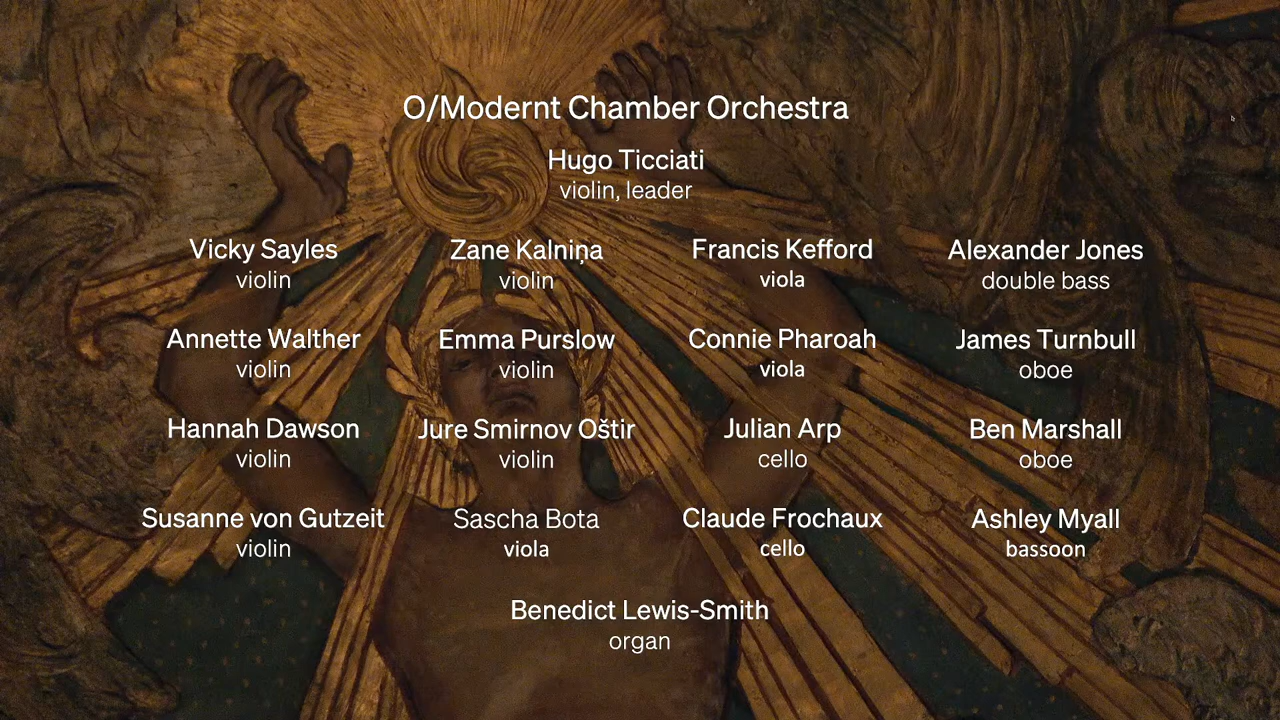 O/Modernt Chamber Orchestra
Hugo Ticciati
violin, leader
Vicky Sayles
violin
Zane Kalniņa
violin
Francis Kefford
viola
Alexander Jones
double bass
Annette Walther
violin
Emma Purslow
violin
Connie Pharoah
viola
James Turnbull
oboe
Hannah Dawson
violin
Jure Smirnov Oštir
violin
Julian Arp
cello
Ben Marshall
oboe
Susanne von Gutzeit
violin
Sascha Bota
viola
Claude Frochaux
cello
Ashley Myall
bassoon
Benedict Lewis-Smith
organ